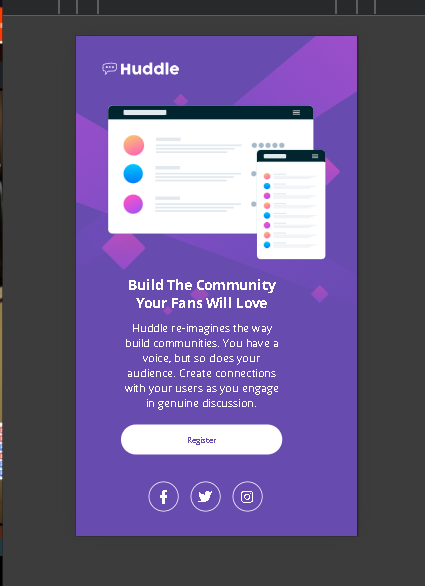 Huddle
Build The Community
Your Fans Will Love
Huddle re-imagines the way
build communities. You have a
voice, but so does your
audience. Create connections
with your users as you engage
in genuine discussion.
Register